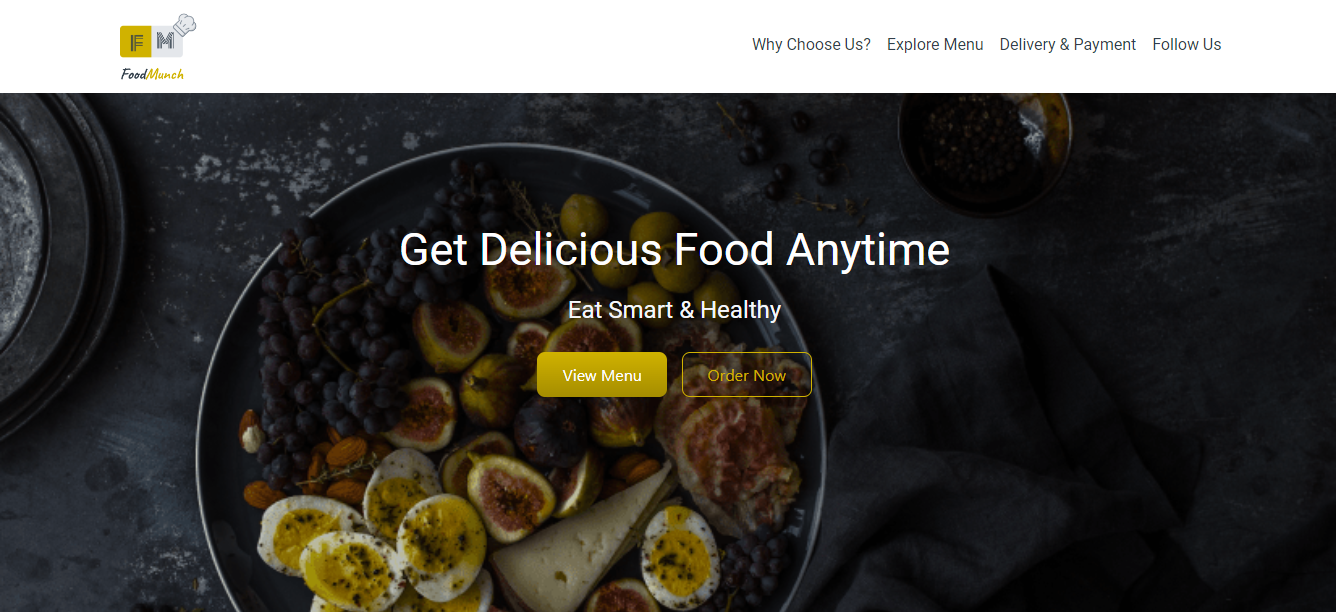 F M
FoodMunch
Why Choose Us? Explore Menu Delivery & Payment Follow Us
Get Delicious Food Anytime
Eat Smart & Healthy
View Menu Order Now